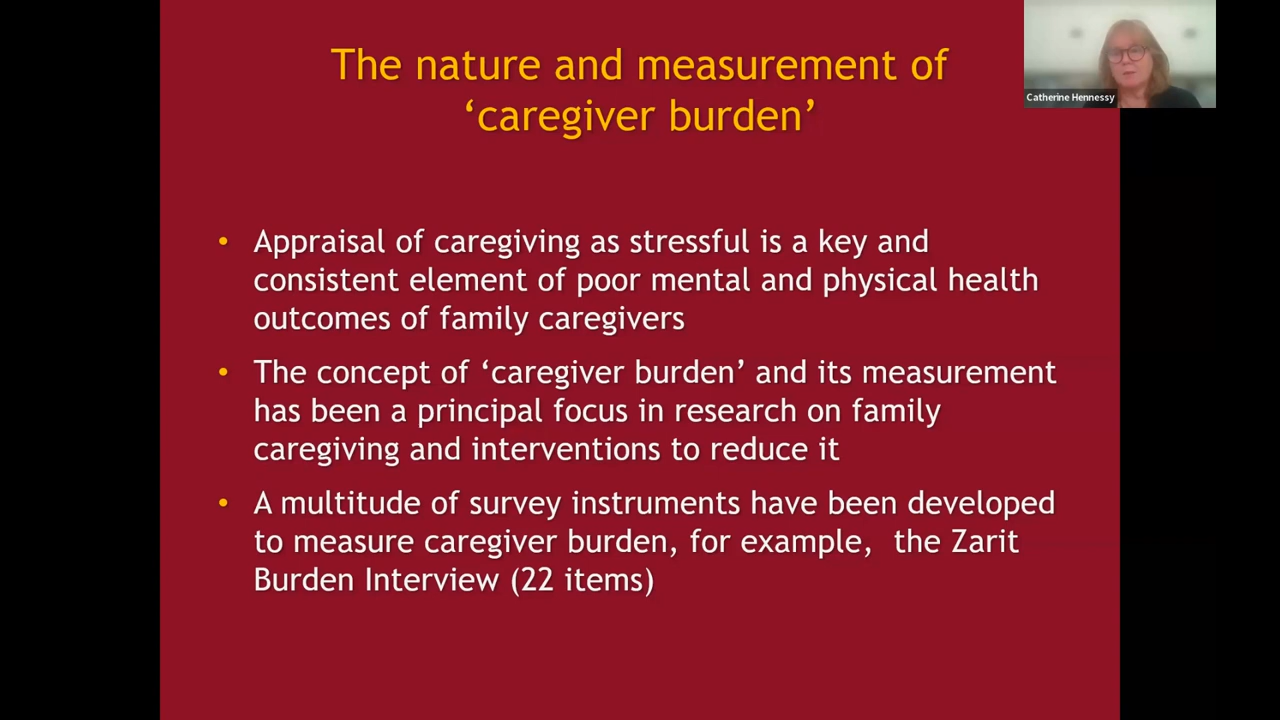 The nature and measurement of
‘caregiver burden’
Catherine Hennessy
• Appraisal of caregiving as stressful is a key and
consistent element of poor mental and physical health
outcomes of family caregivers
• The concept of ‘caregiver burden’ and its measurement
has been a principal focus in research on family
caregiving and interventions to reduce it
• A multitude of survey instruments have been developed
to measure caregiver burden, for example,  the Zarit
Burden Interview (22 items)